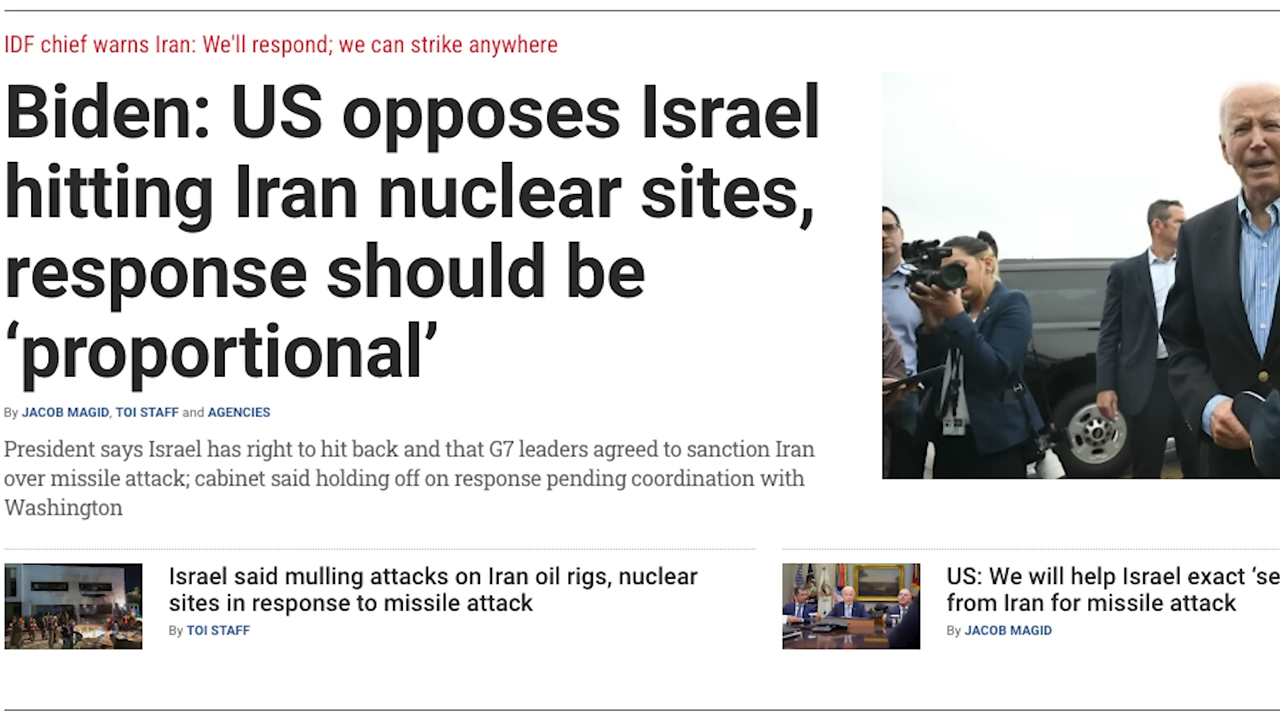 IDF chief warns Iran: We'll respond; we can strike anywhere
Biden: US opposes Israel
hitting Iran nuclear sites,
response should be
‘proportional’
By JACOB MAGID, TOI STAFF and AGENCIES
President says Israel has right to hit back and that G7 leaders agreed to sanction Iran
over missile attack; cabinet said holding off on response pending coordination with
Washington
Israel said mulling attacks on Iran oil rigs, nuclear
sites in response to missile attack
By TOI STAFF
US: We will help Israel exact ‘se
from Iran for missile attack
By JACOB MAGID